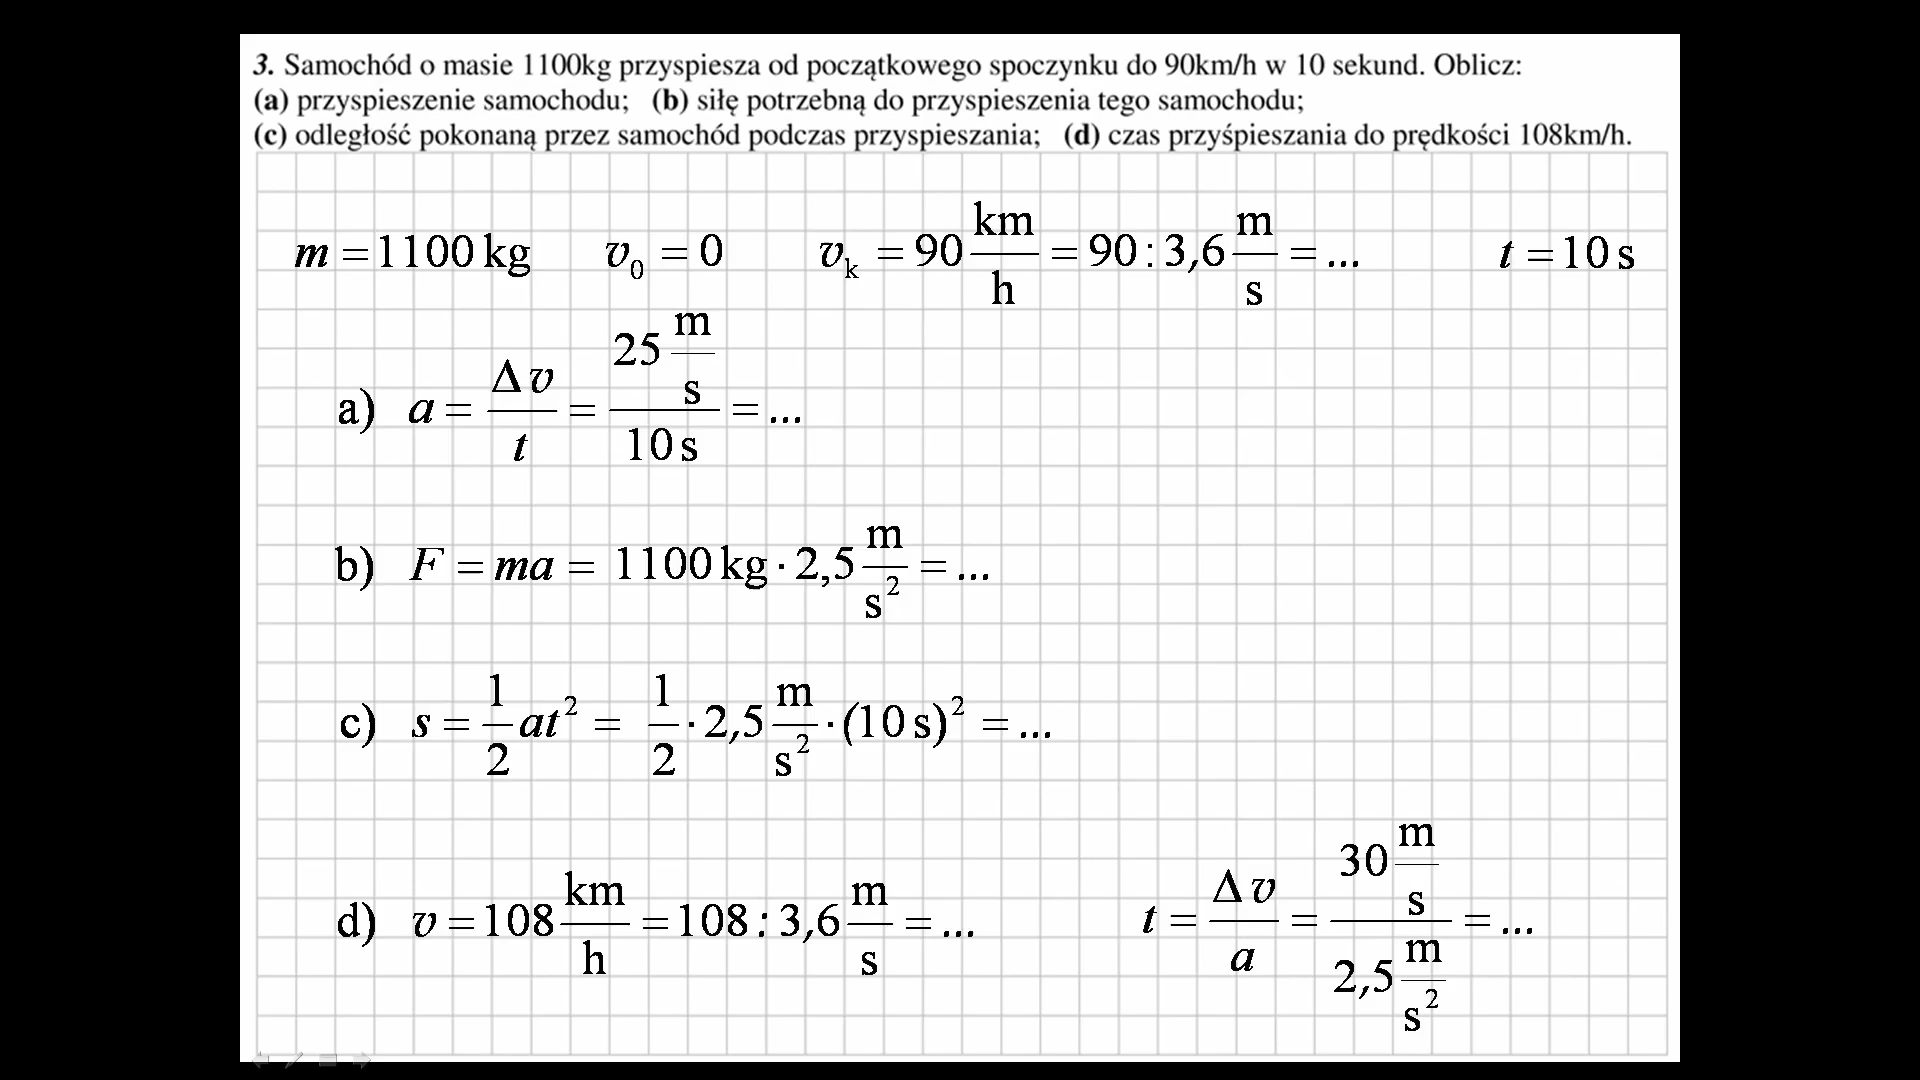 3. Samochód o masie 1100kg przyspiesza od początkowego spoczynku do 90km/h w 10 sekund. Oblicz:
(a) przyspieszenie samochodu; (b) siłę potrzebną do przyspieszenia tego samochodu;
(c) odległość pokonaną przez samochód podczas przyspieszania; (d) czas przyśpieszania do prędkości 108km/h.
m = 1100 kg v₀ = 0 vₖ = 90 km/h = 90 : 3,6 m/s = ... t = 10 s
a) a = Δv/t = 25 m/s / 10 s = ...
b) F = ma = 1100 kg · 2,5 m/s² = ...
c) s = 1/2 at² = 1/2 · 2,5 m/s² · (10 s)² = ...
d) v = 108 km/h = 108 : 3,6 m/s = ... t = Δv/a = 30 m/s / 2,5 m/s² = ...